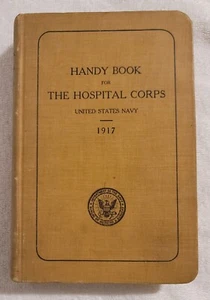 HANDY BOOK
FOR
THE HOSPITAL CORPS
UNITED STATES NAVY
1917